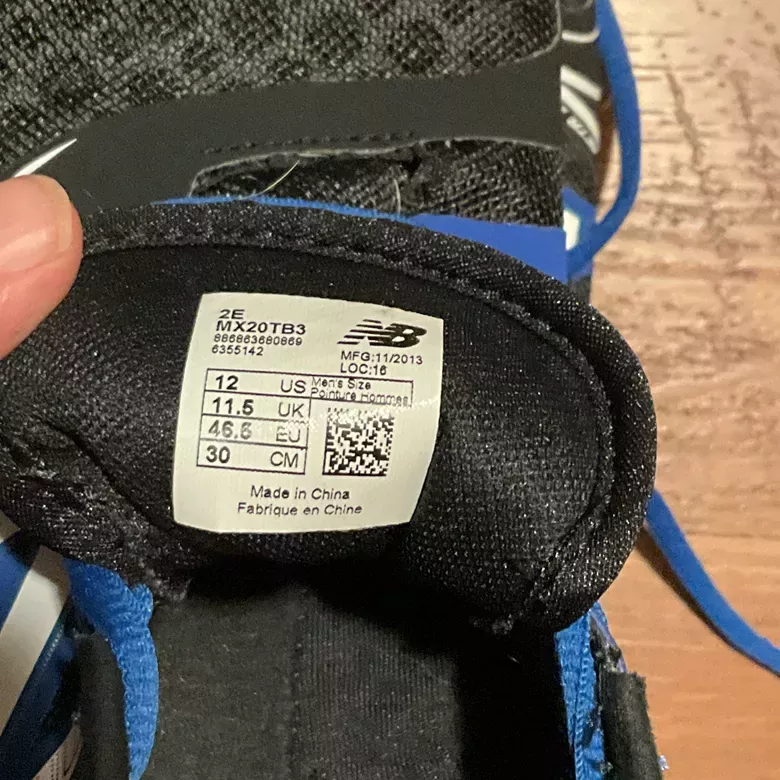 2E
MX20TB3
886863680869
6355142
NB
MFG:11/2013
LOC:16
12 US Men's Size
Pointure Hommes
11.5 UK
46.5 EU
30 CM
Made in China
Fabrique en Chine